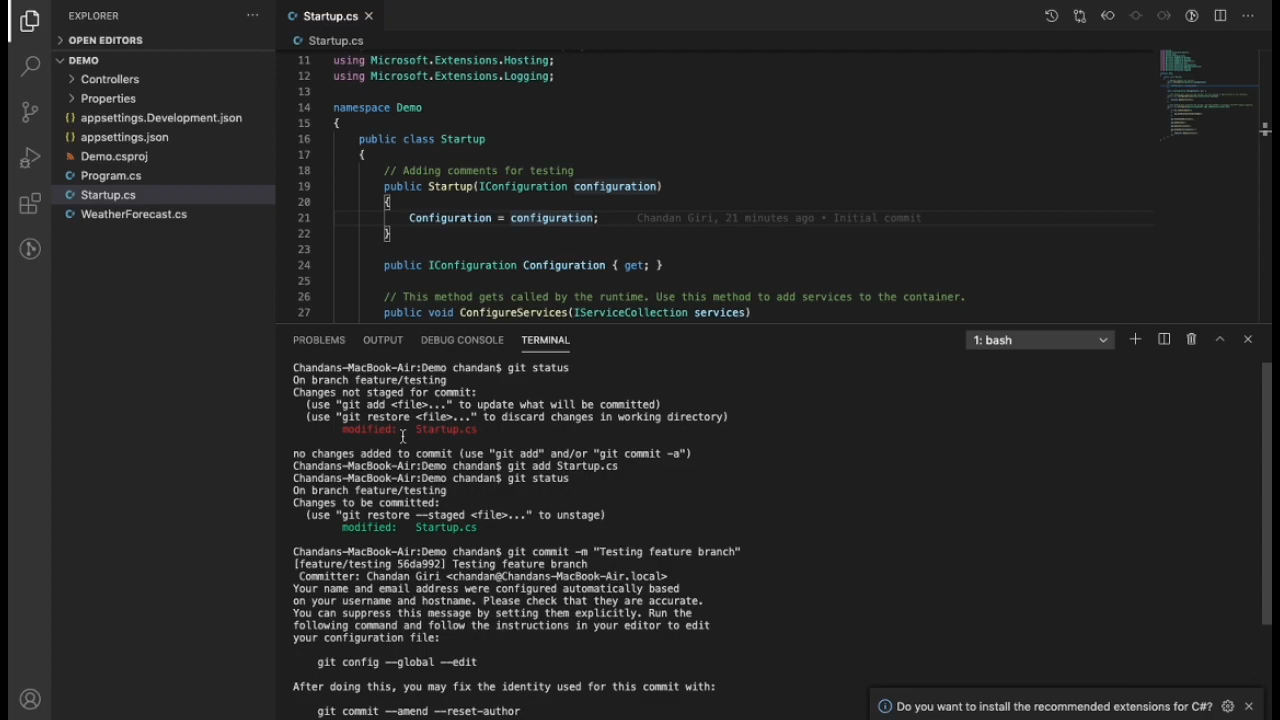 EXPLORER
OPEN EDITORS
DEMO
Controllers
Properties
{} appsettings.Development.json
{} appsettings.json
Demo.csproj
Program.cs
Startup.cs
WeatherForecast.cs
Startup.cs
Startup.cs
11 using Microsoft.Extensions.Hosting;
12 using Microsoft.Extensions.Logging;
13
14 namespace Demo
15 {
16 public class Startup
17 {
18 // Adding comments for testing
19 public Startup(IConfiguration configuration)
20 {
21 Configuration = configuration; Chandan Giri, 21 minutes ago • Initial commit
22 }
23
24 public IConfiguration Configuration { get; }
25
26 // This method gets called by the runtime. Use this method to add services to the container.
27 public void ConfigureServices(IServiceCollection services)
PROBLEMS OUTPUT DEBUG CONSOLE TERMINAL 1: bash
Chandans-MacBook-Air:Demo chandan$ git status
On branch feature/testing
Changes not staged for commit:
(use "git add <file>..." to update what will be committed)
(use "git restore <file>..." to discard changes in working directory)
modified: Startup.cs
no changes added to commit (use "git add" and/or "git commit -a")
Chandans-MacBook-Air:Demo chandan$ git add Startup.cs
Chandans-MacBook-Air:Demo chandan$ git status
On branch feature/testing
Changes to be committed:
(use "git restore --staged <file>..." to unstage)
modified: Startup.cs
Chandans-MacBook-Air:Demo chandan$ git commit -m "Testing feature branch"
[feature/testing 56da992] Testing feature branch
Committer: Chandan Giri <chandan@Chandans-MacBook-Air.local>
Your name and email address were configured automatically based
on your username and hostname. Please check that they are accurate.
You can suppress this message by setting them explicitly. Run the
following command and follow the instructions in your editor to edit
your configuration file:
git config --global --edit
After doing this, you may fix the identity used for this commit with:
git commit --amend --reset-author
Do you want to install the recommended extensions for C#?